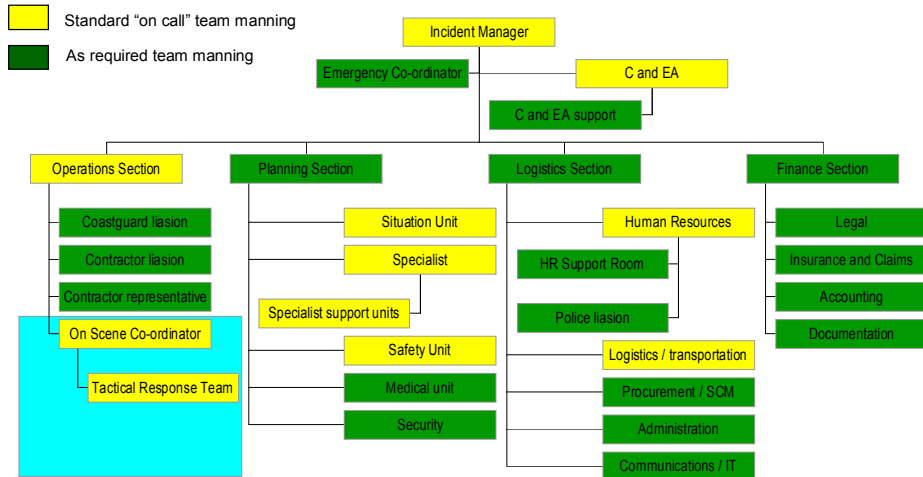 Standard “on call” team manning
As required team manning
Incident Manager
Emergency Co-ordinator
C and EA
C and EA support
Operations Section
Planning Section
Logistics Section
Finance Section
Coastguard liasion
Contractor liasion
Contractor representative
On Scene Co-ordinator
Tactical Response Team
Situation Unit
Specialist
Specialist support units
Safety Unit
Medical unit
Security
Human Resources
HR Support Room
Police liasion
Logistics / transportation
Procurement / SCM
Administration
Communications / IT
Legal
Insurance and Claims
Accounting
Documentation